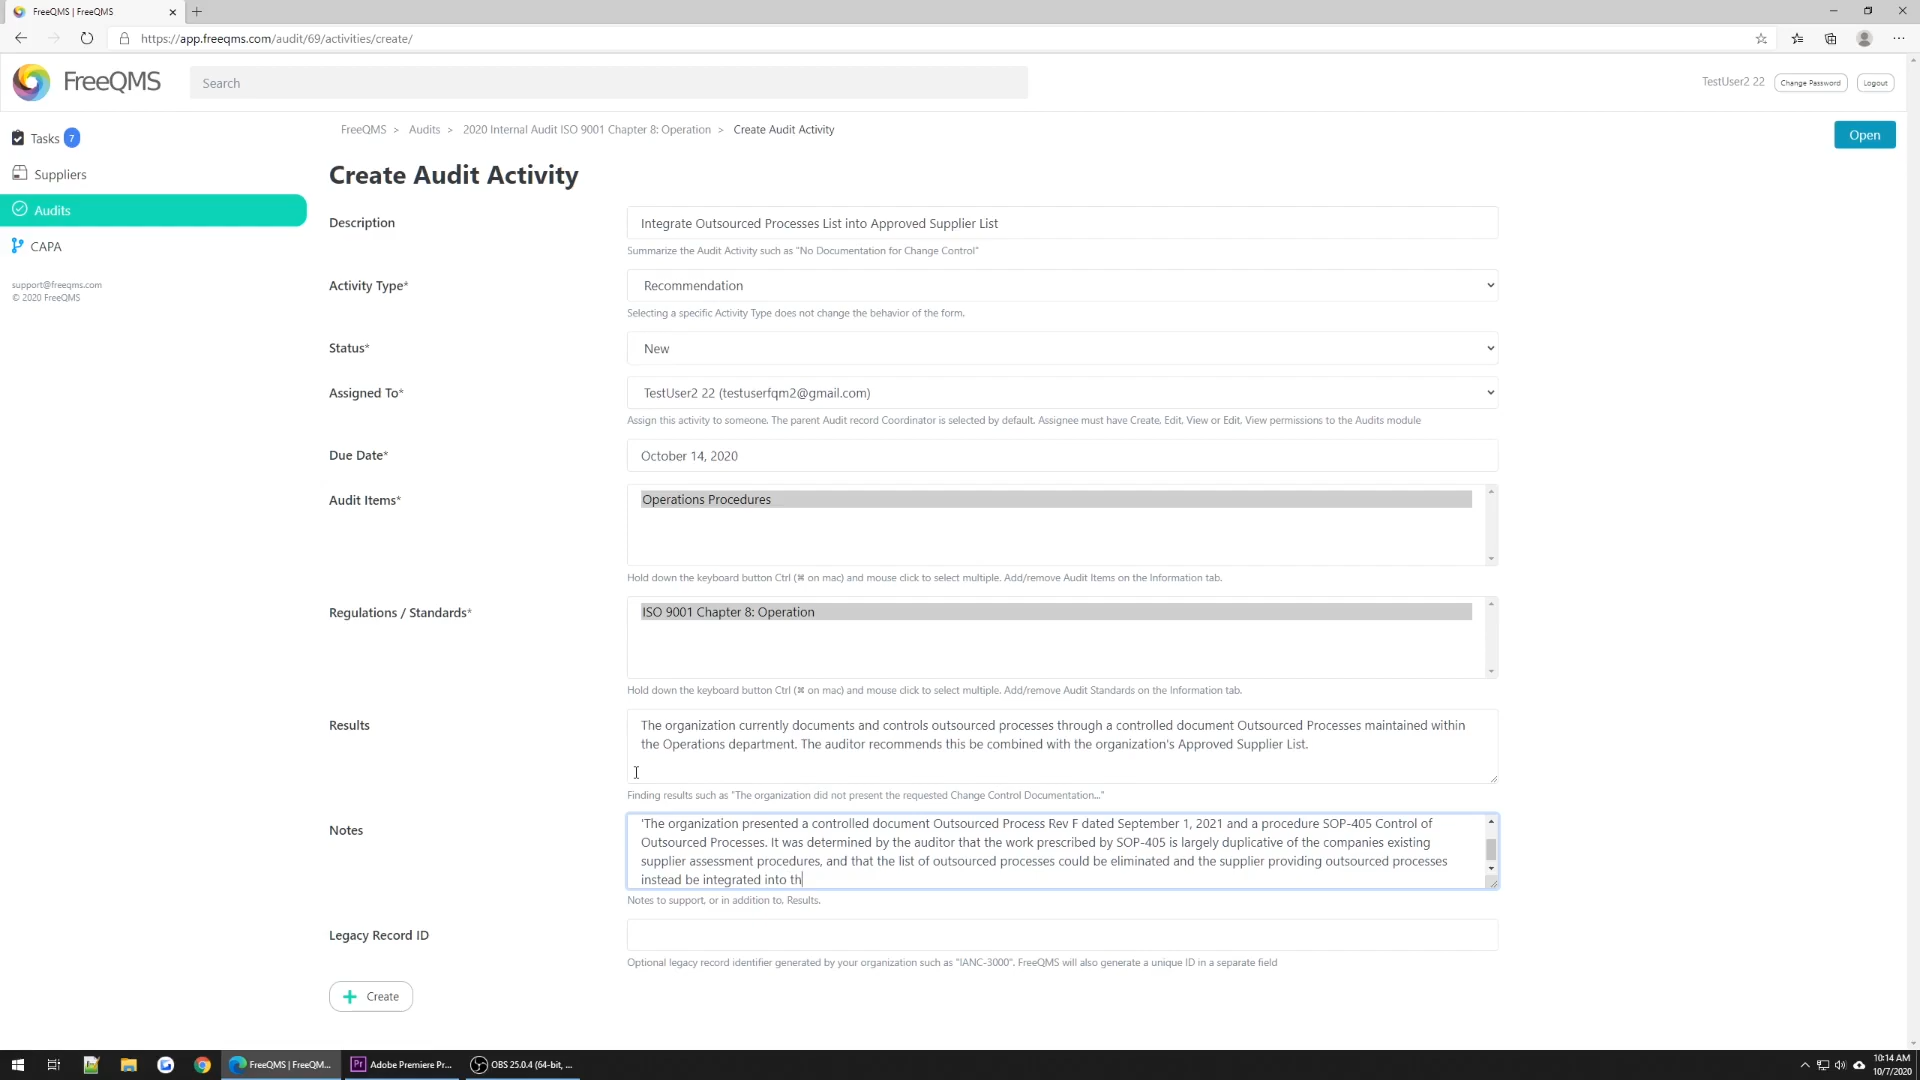 FreeQMS | FreeQMS
https://app.freeqms.com/audit/69/activities/create/
FreeQMS
Search
TestUser2 22
Change Password
Logout
Tasks 7
Suppliers
Audits
CAPA
support@freeqms.com
© 2020 FreeQMS
FreeQMS > Audits > 2020 Internal Audit ISO 9001 Chapter 8: Operation > Create Audit Activity
Open
Create Audit Activity
Description
Integrate Outsourced Processes List into Approved Supplier List
Summarize the Audit Activity such as "No Documentation for Change Control"
Activity Type*
Recommendation
Selecting a specific Activity Type does not change the behavior of the form.
Status*
New
Assigned To*
TestUser2 22 (testuserfqm2@gmail.com)
Assign this activity to someone. The parent Audit record Coordinator is selected by default. Assignee must have Create, Edit, View or Edit, View permissions to the Audits module
Due Date*
October 14, 2020
Audit Items*
Operations Procedures
Hold down the keyboard button Ctrl (⌘ on mac) and mouse click to select multiple. Add/remove Audit Items on the Information tab.
Regulations / Standards*
ISO 9001 Chapter 8: Operation
Hold down the keyboard button Ctrl (⌘ on mac) and mouse click to select multiple. Add/remove Audit Standards on the Information tab.
Results
The organization currently documents and controls outsourced processes through a controlled document Outsourced Processes maintained within
the Operations department. The auditor recommends this be combined with the organization's Approved Supplier List.
Finding results such as "The organization did not present the requested Change Control Documentation..."
Notes
'The organization presented a controlled document Outsourced Process Rev F dated September 1, 2021 and a procedure SOP-405 Control of
Outsourced Processes. It was determined by the auditor that the work prescribed by SOP-405 is largely duplicative of the companies existing
supplier assessment procedures, and that the list of outsourced processes could be eliminated and the supplier providing outsourced processes
instead be integrated into th
Notes to support, or in addition to, Results.
Legacy Record ID
Optional legacy record identifier generated by your organization such as "IANC-3000". FreeQMS will also generate a unique ID in a separate field
Create
FreeQMS | FreeQM...
Pr
Adobe Premiere Pr...
OBS 25.0.4 (64-bit, ...
10:14 AM
10/7/2020